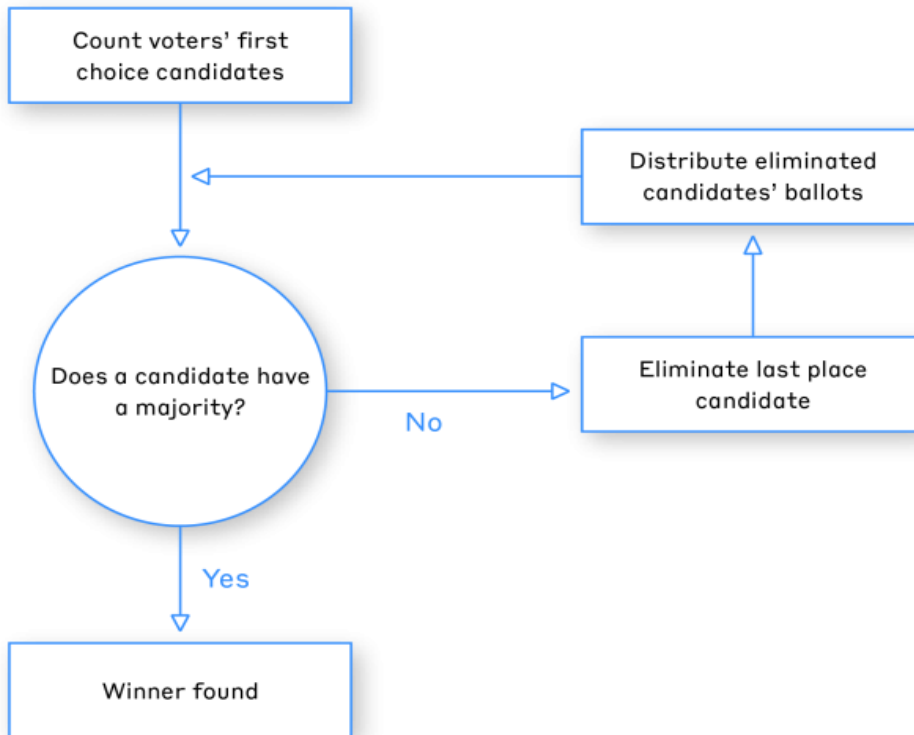 Count voters’ first
choice candidates
Distribute eliminated
candidates’ ballots
Does a candidate have
a majority?
No
Eliminate last place
candidate
Yes
Winner found